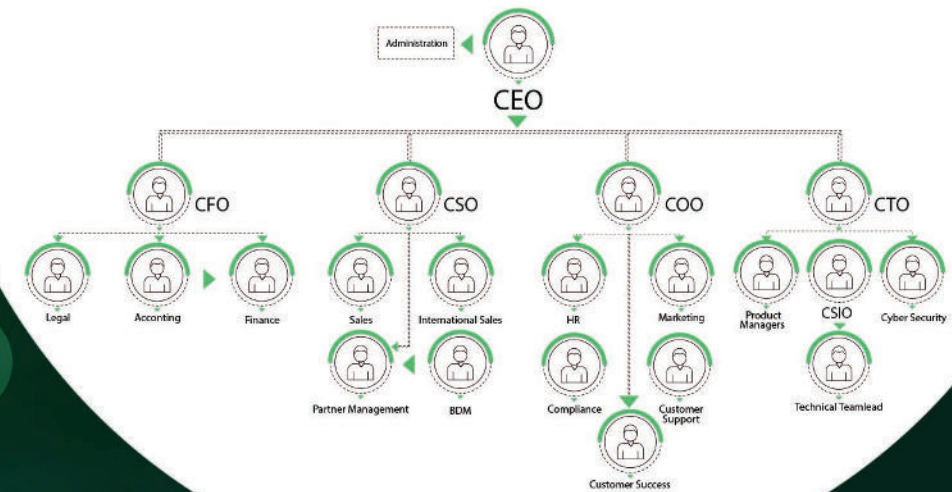 Administration
CEO
CFO
CSO
COO
CTO
Legal
Acconting
Finance
Sales
International Sales
HR
Marketing
Product
Managers
CSIO
Cyber Security
Partner Management
BDM
Compliance
Customer
Support
Technical Teamlead
Customer Success